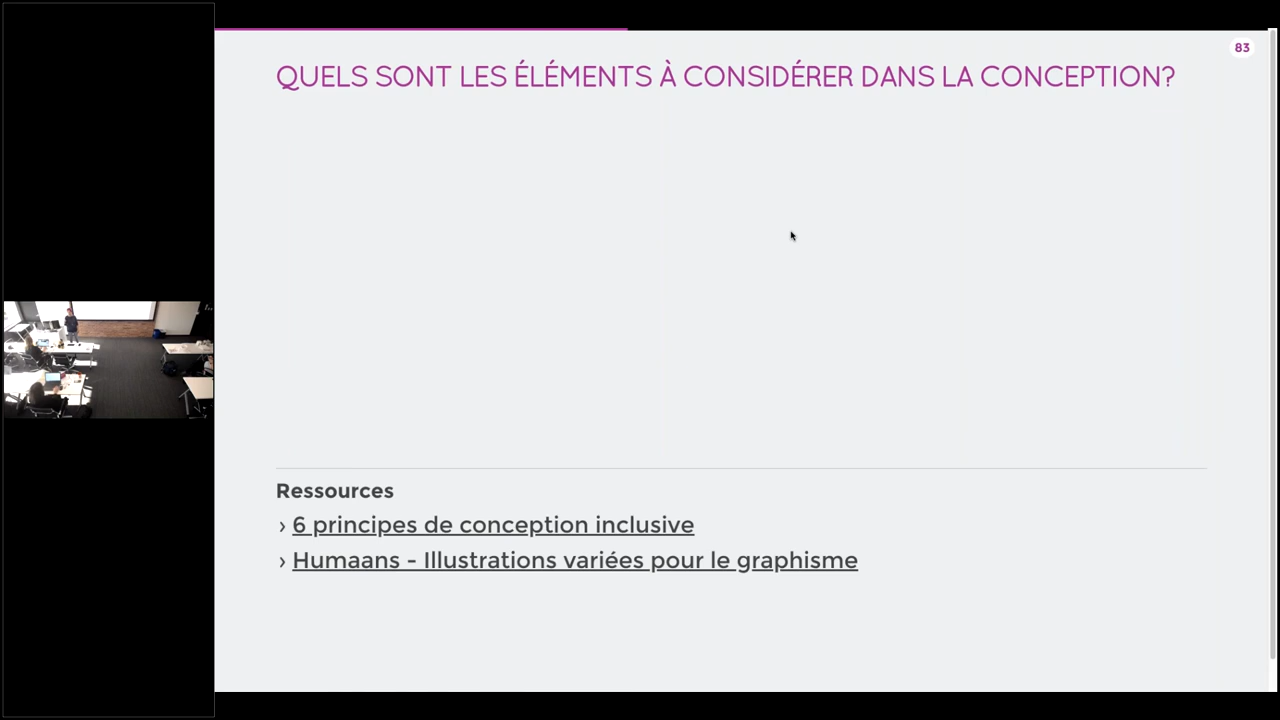 83
QUELS SONT LES ÉLÉMENTS À CONSIDÉRER DANS LA CONCEPTION?
Ressources
› 6 principes de conception inclusive
› Humaans - Illustrations variées pour le graphisme